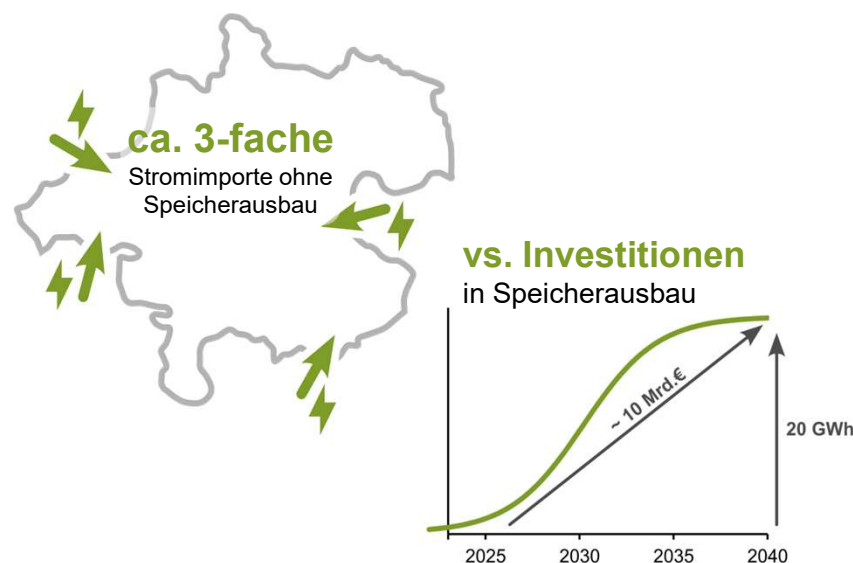 ca. 3-fache
Stromimporte ohne
Speicherausbau
vs. Investitionen
in Speicherausbau
~ 10 Mrd.€
20 GWh
2025 2030 2035 2040